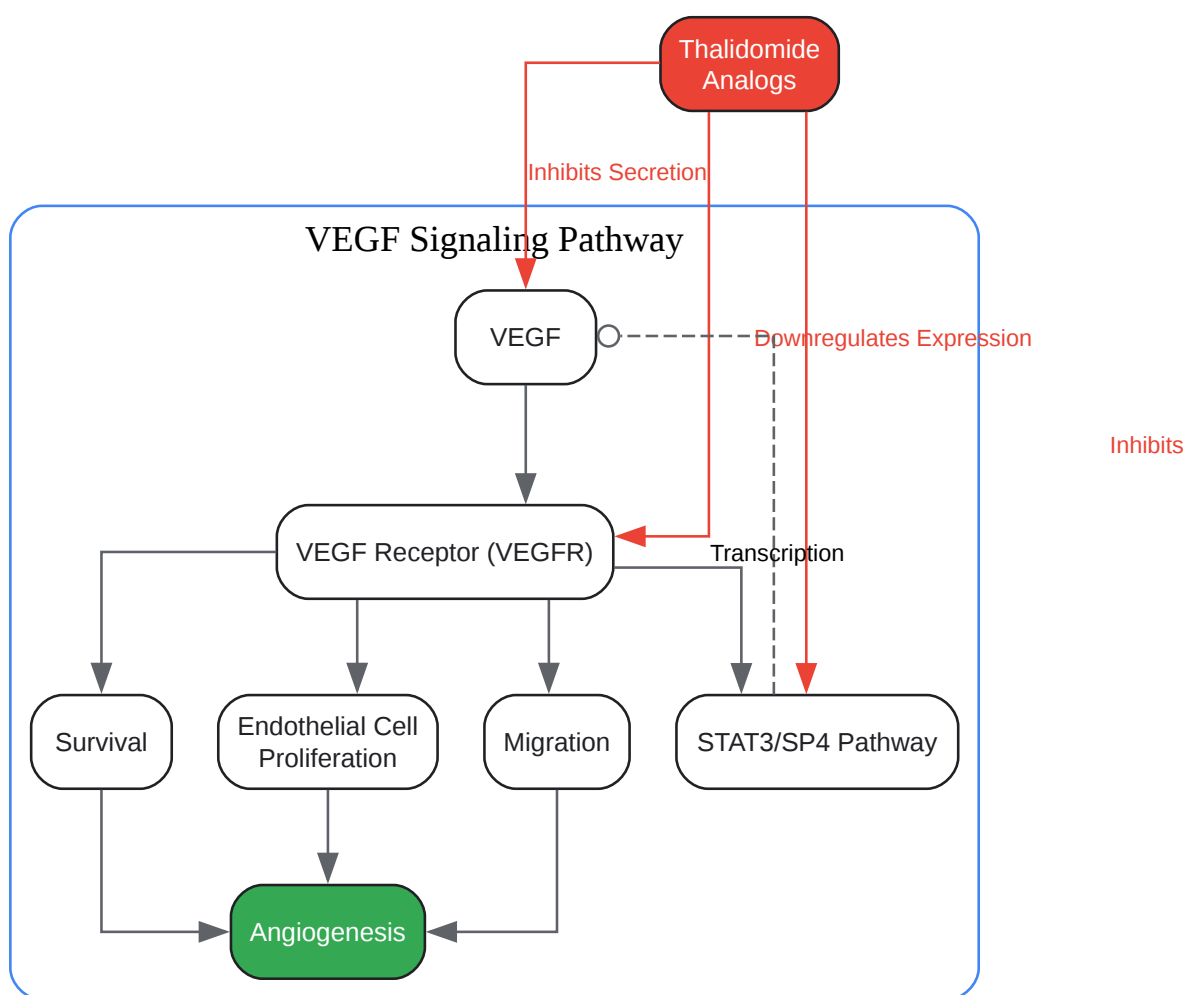 Thalidomide
Analogs
Inhibits Secretion
VEGF Signaling Pathway
VEGF
Downregulates Expression
Inhibits
VEGF Receptor (VEGFR)
Transcription
Survival
Endothelial Cell
Proliferation
Migration
STAT3/SP4 Pathway
Angiogenesis